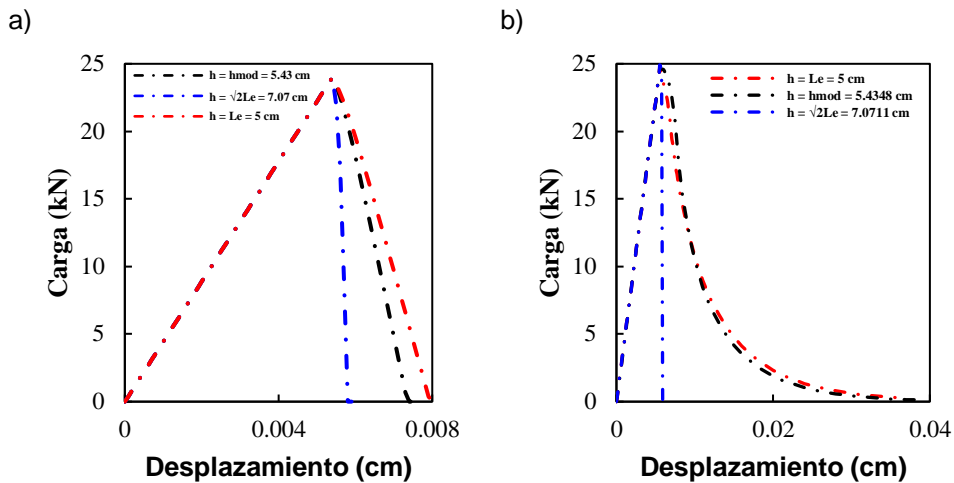 a)
h = hmod = 5.43 cm
h = √2Le = 7.07 cm
h = Le = 5 cm
Carga (kN)
25
20
15
10
5
0
0
0.004
0.008
Desplazamiento (cm)
b)
h = Le = 5 cm
h = hmod = 5.4348 cm
h = √2Le = 7.0711 cm
Carga (kN)
25
20
15
10
5
0
0
0.02
0.04
Desplazamiento (cm)